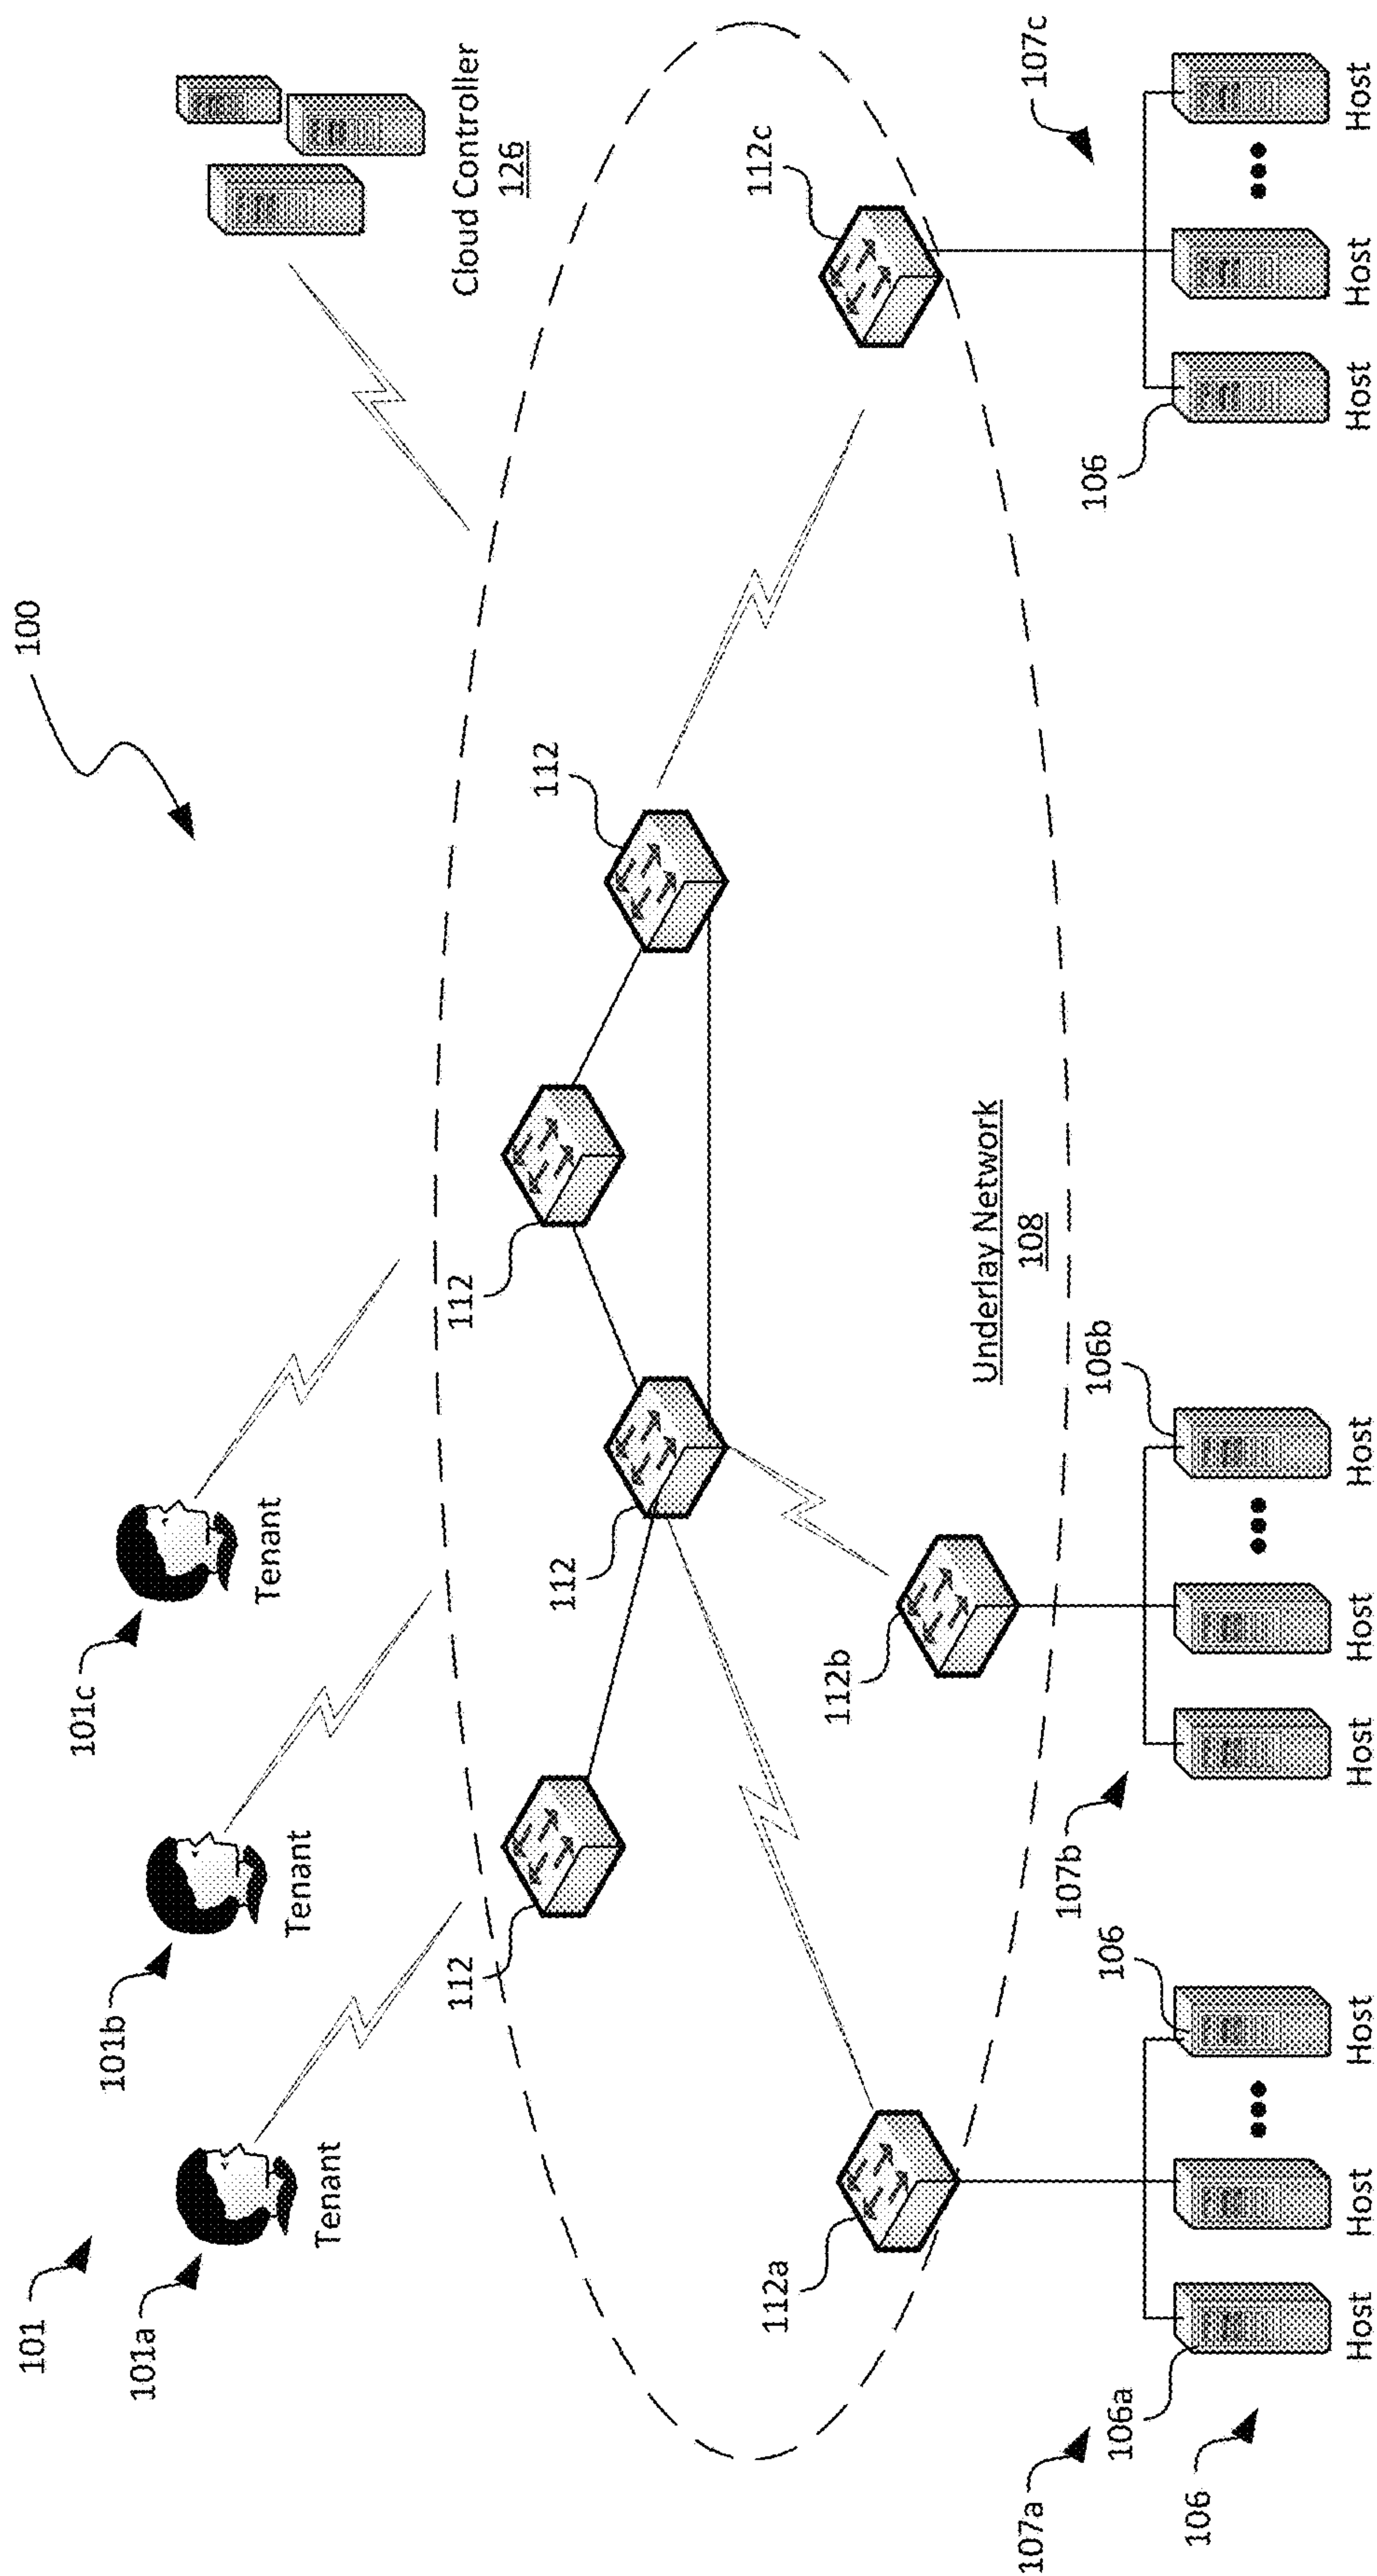 100
101
101a
Tenant
101b
Tenant
101c
Tenant
Cloud Controller
126
112
112
112
112
112a
112b
112c
Underlay Network
108
107a
107b
107c
106a
106
106b
106
106
Host
Host
Host
Host
Host
Host
Host
Host
Host